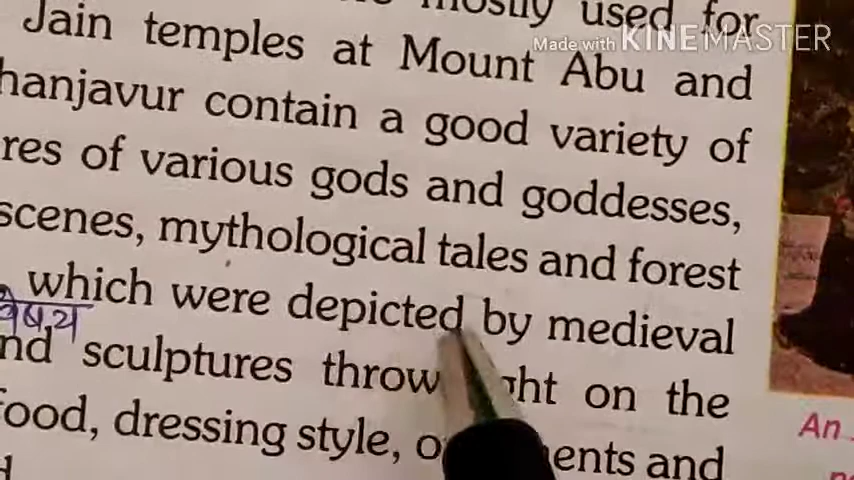 mostly used for
Made with KINEMASTER
Jain temples at Mount Abu and
hanjavur contain a good variety of
res of various gods and goddesses,
scenes, mythological tales and forest
which were depicted by medieval
विषय
nd sculptures throw ght on the
food, dressing style, o ents and
An